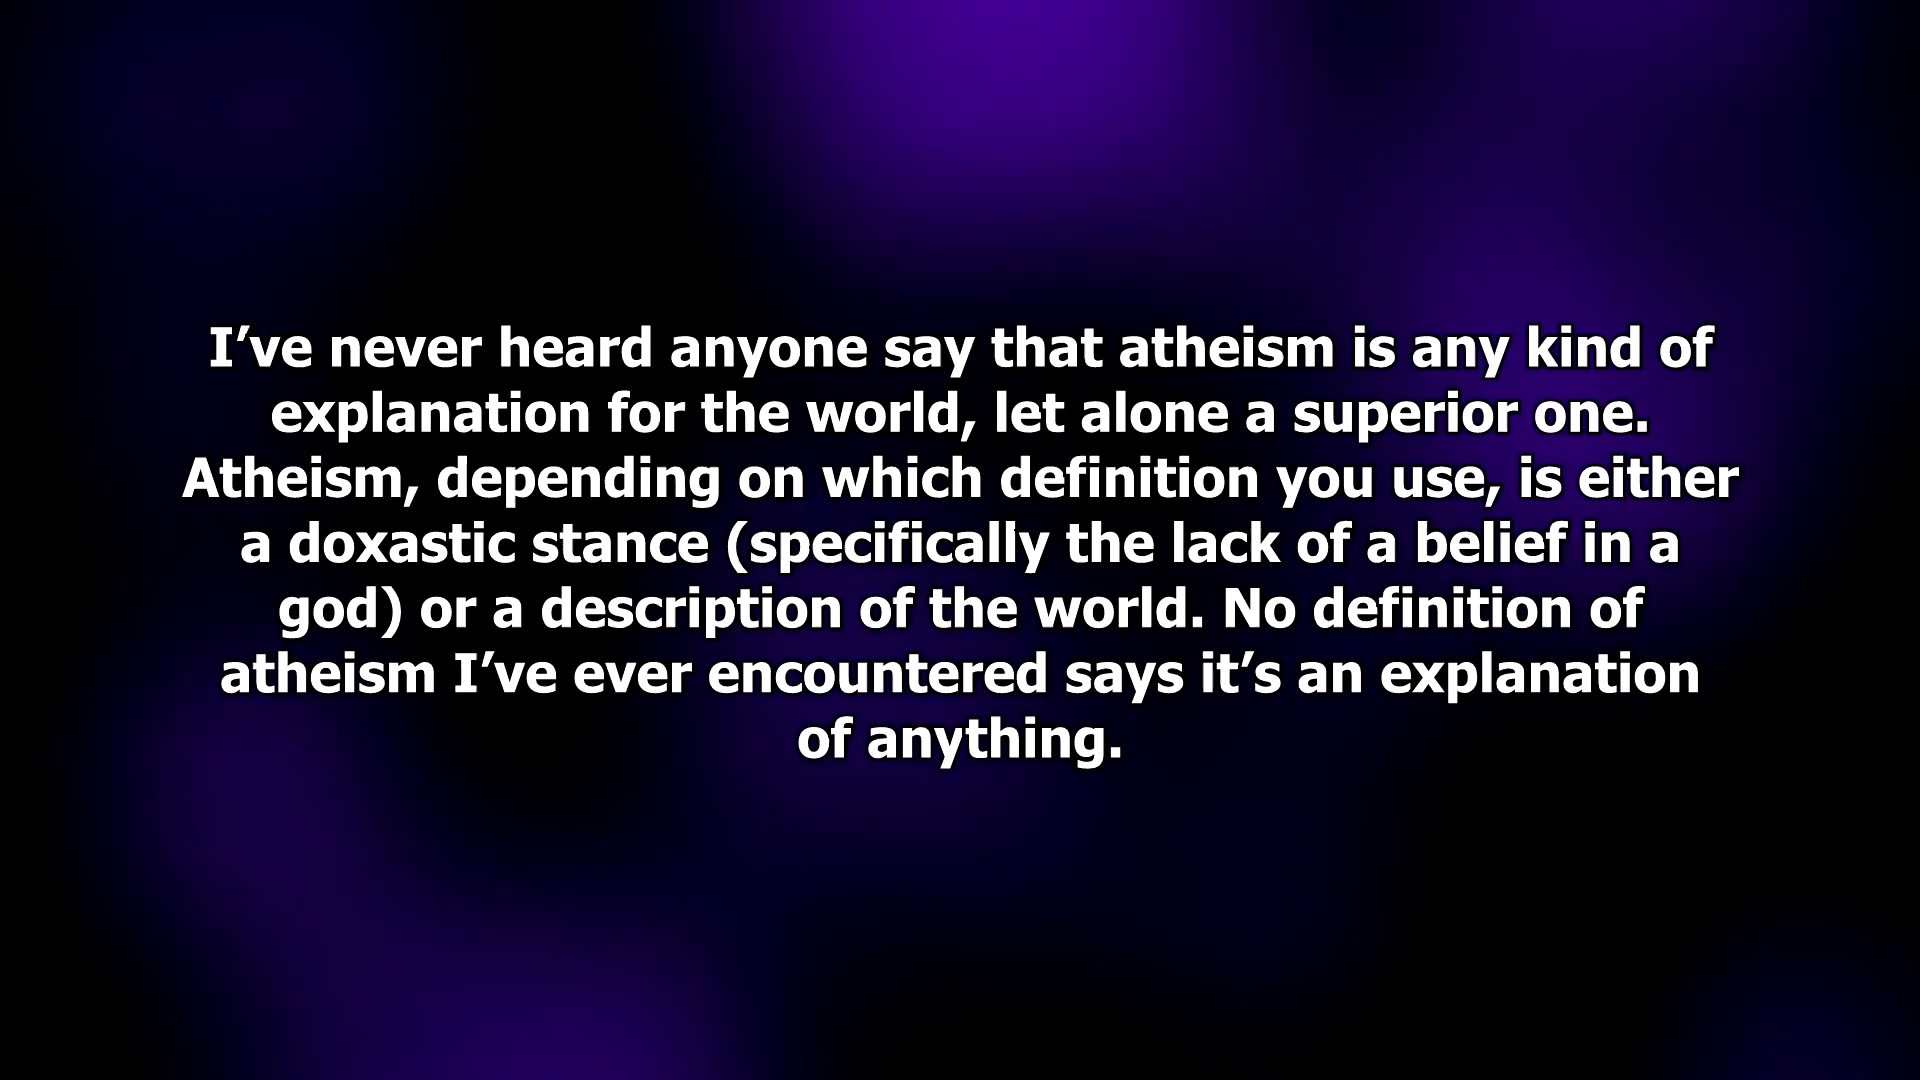 I’ve never heard anyone say that atheism is any kind of
explanation for the world, let alone a superior one.
Atheism, depending on which definition you use, is either
a doxastic stance (specifically the lack of a belief in a
god) or a description of the world. No definition of
atheism I’ve ever encountered says it’s an explanation
of anything.